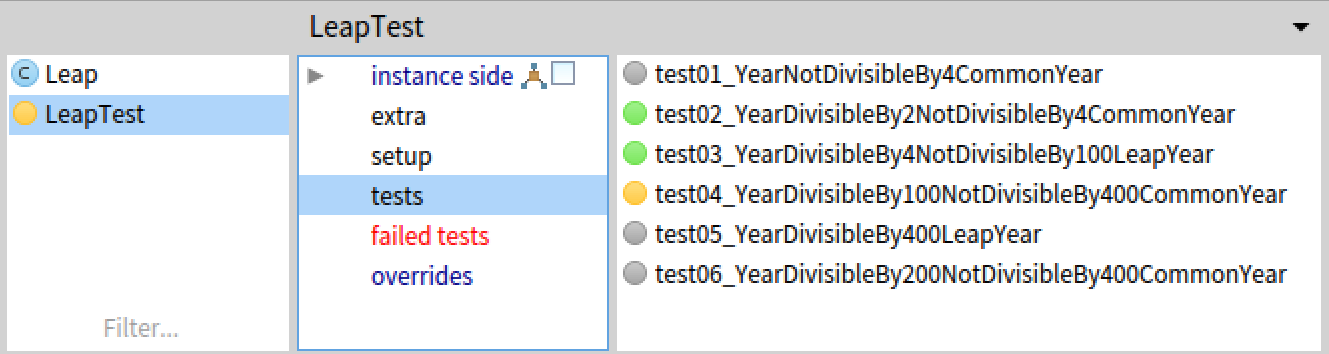 LeapTest
C Leap
LeapTest
Filter...
instance side
extra
setup
tests
failed tests
overrides
test01_YearNotDivisibleBy4CommonYear
test02_YearDivisibleBy2NotDivisibleBy4CommonYear
test03_YearDivisibleBy4NotDivisibleBy100LeapYear
test04_YearDivisibleBy100NotDivisibleBy400CommonYear
test05_YearDivisibleBy400LeapYear
test06_YearDivisibleBy200NotDivisibleBy400CommonYear